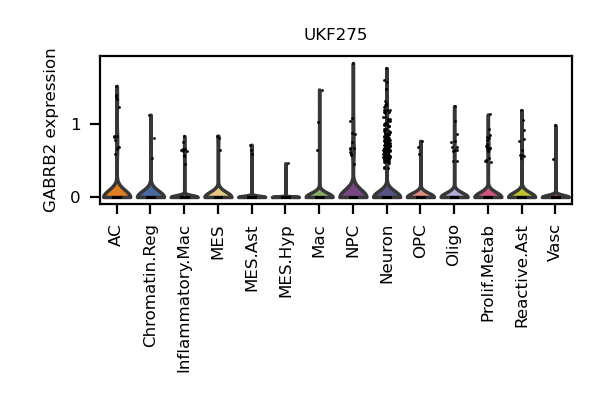 UKF275
GABRB2 expression
1
0
AC
Chromatin.Reg
Inflammatory.Mac
MES
MES.Ast
MES.Hyp
Mac
NPC
Neuron
OPC
Oligo
Prolif.Metab
Reactive.Ast
Vasc